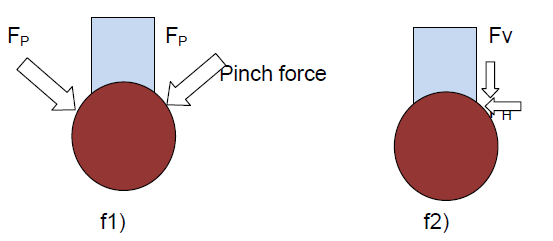 Fₚ Fₚ Fv
Pinch force
H
f1) f2)